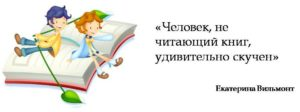 «Человек, не
читающий книг,
удивительно скучен»
Екатерина Вильмонт